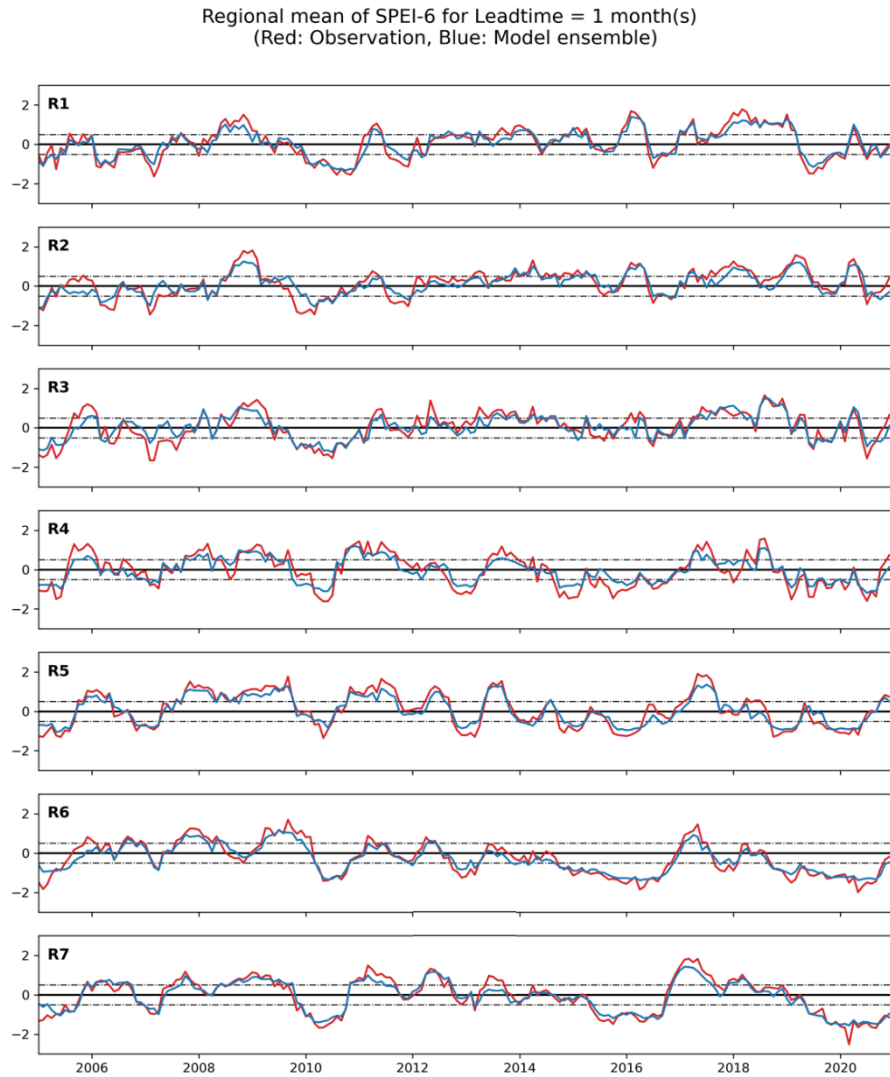 Regional mean of SPEI-6 for Leadtime = 1 month(s)
(Red: Observation, Blue: Model ensemble)
R1
2
0
−2
R2
2
0
−2
R3
2
0
−2
R4
2
0
−2
R5
2
0
−2
R6
2
0
−2
R7
2
0
−2
2006 2008 2010 2012 2014 2016 2018 2020